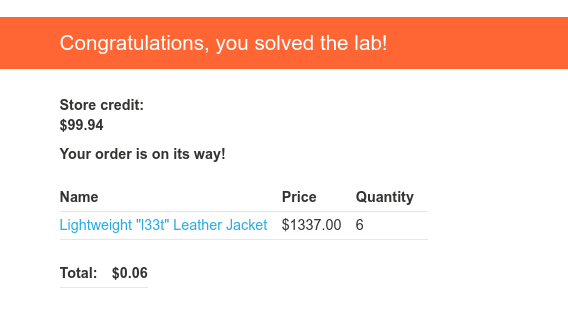 Congratulations, you solved the lab!
Store credit:
$99.94
Your order is on its way!
Name Price Quantity
Lightweight "l33t" Leather Jacket $1337.00 6
Total: $0.06